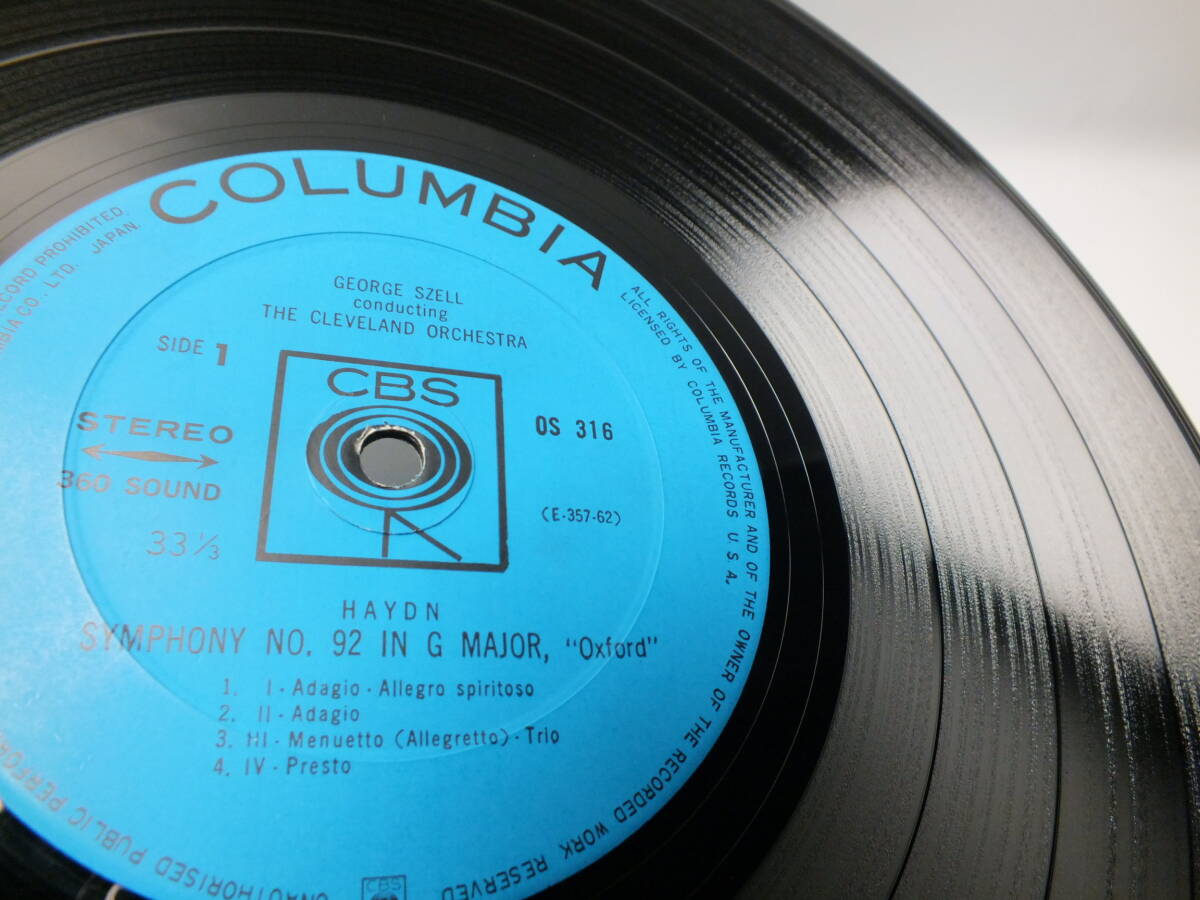 COLUMBIA
GEORGE SZELL
conducting
THE CLEVELAND ORCHESTRA
SIDE 1
CBS
STEREO
OS 316
360 SOUND
(E-357-62)
33⅓
HAYDN
SYMPHONY NO. 92 IN G MAJOR, "Oxford"
1. I - Adagio - Allegro spiritoso
2. II - Adagio
3. III - Menuetto (Allegretto) - Trio
4. IV - Presto
ALL RIGHTS OF THE MANUFACTURER AND OF THE OWNER OF THE RECORDED WORK RESERVED
LICENSED BY COLUMBIA RECORDS U. S. A.
UNAUTHORISED PUBLIC
RECORD PROHIBITED.
CO., LTD. JAPAN.
CBS